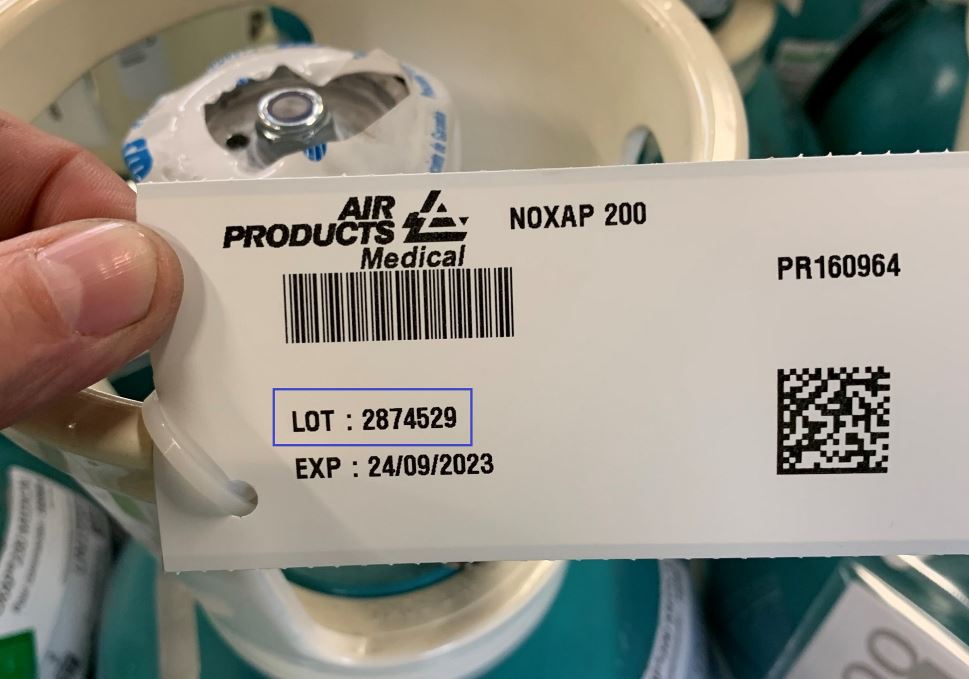 AIR
PRODUCTS
Medical
NOXAP 200
PR160964
LOT : 2874529
EXP : 24/09/2023